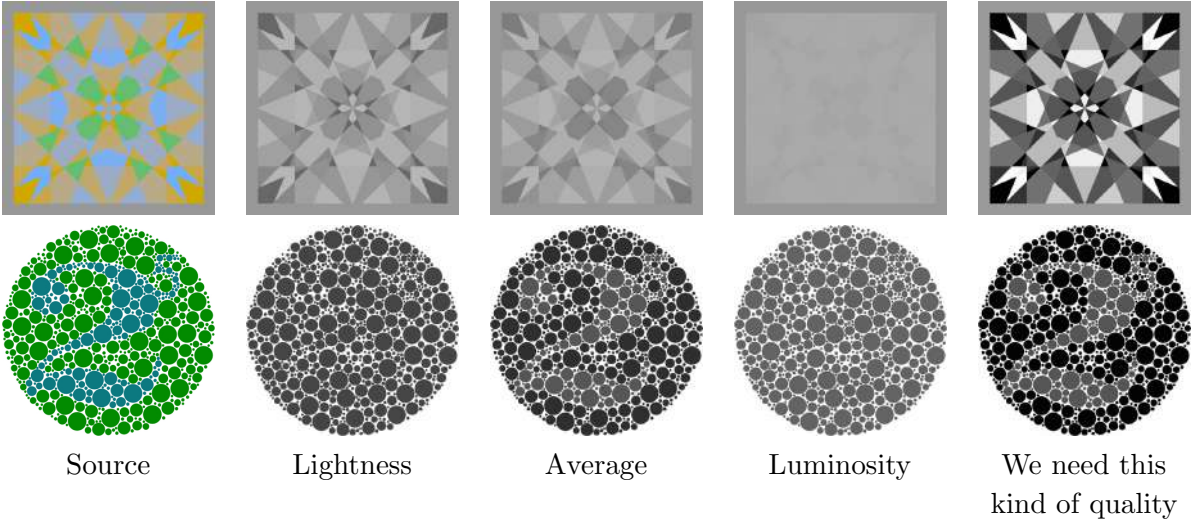 Source
Lightness
Average
Luminosity
We need this
kind of quality